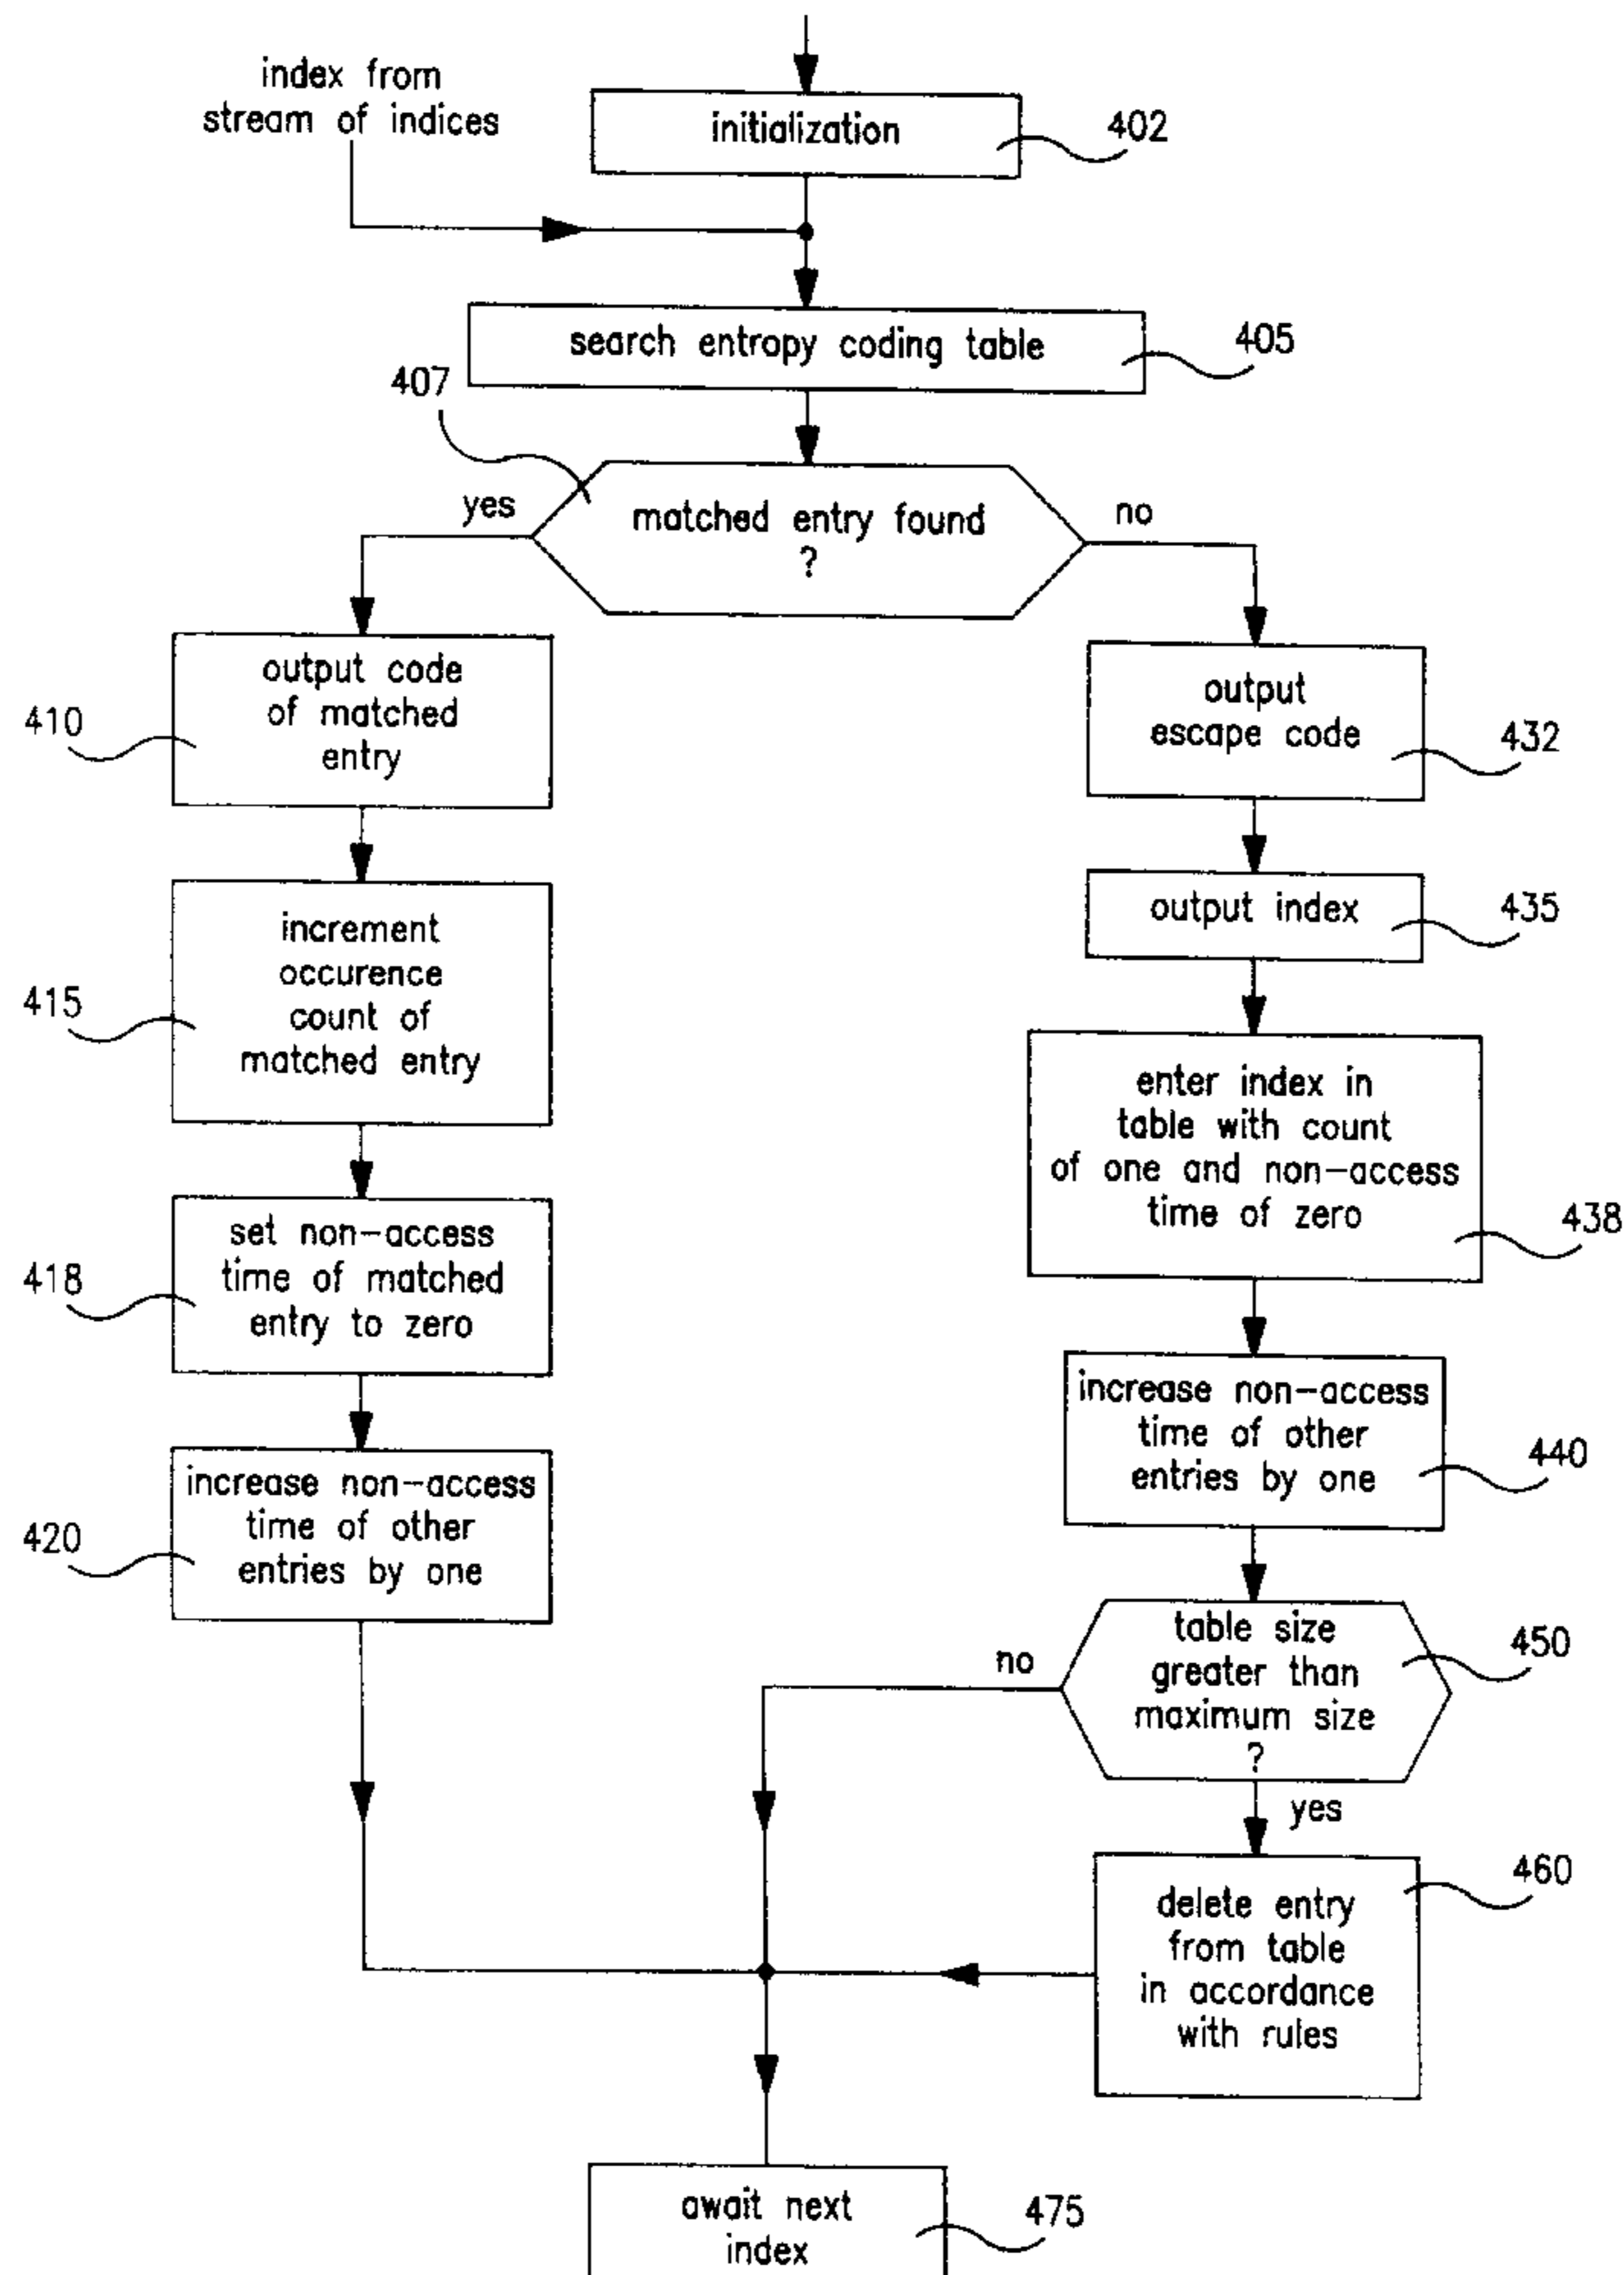 index from
stream of indices
initialization
402
search entropy coding table
405
407
yes
matched entry found
?
no
output code
of matched
entry
410
increment
occurence
count of
matched entry
415
set non-access
time of matched
entry to zero
418
increase non-access
time of other
entries by one
420
output
escape code
432
output index
435
enter index in
table with count
of one and non-access
time of zero
438
increase non-access
time of other
entries by one
440
table size
greater than
maximum size
?
450
no
yes
delete entry
from table
in accordance
with rules
460
await next
index
475